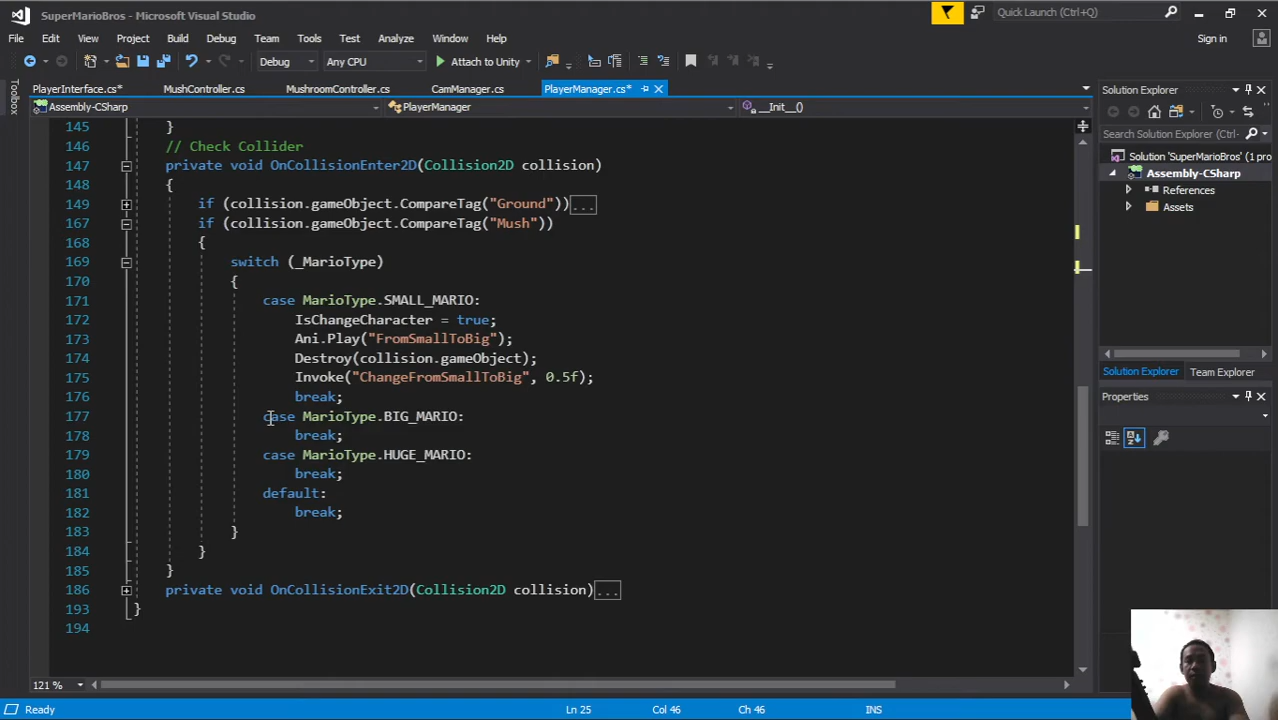 SuperMarioBros - Microsoft Visual Studio
Quick Launch (Ctrl+Q)
File Edit View Project Build Debug Team Tools Test Analyze Window Help
Sign in
Debug Any CPU Attach to Unity
Toolbox
PlayerInterface.cs* MushController.cs MushroomController.cs CamManager.cs PlayerManager.cs*
Assembly-CSharp PlayerManager __Init__()
145 }
146 // Check Collider
147 private void OnCollisionEnter2D(Collision2D collision)
148 {
149 if (collision.gameObject.CompareTag("Ground"))...
167 if (collision.gameObject.CompareTag("Mush"))
168 {
169 switch (_MarioType)
170 {
171 case MarioType.SMALL_MARIO:
172 IsChangeCharacter = true;
173 Ani.Play("FromSmallToBig");
174 Destroy(collision.gameObject);
175 Invoke("ChangeFromSmallToBig", 0.5f);
176 break;
177 case MarioType.BIG_MARIO:
178 break;
179 case MarioType.HUGE_MARIO:
180 break;
181 default:
182 break;
183 }
184 }
185 }
186 private void OnCollisionExit2D(Collision2D collision)...
193 }
194
121 %
Solution Explorer
Search Solution Explorer
Solution 'SuperMarioBros' (1 pro
Assembly-CSharp
References
Assets
Solution Explorer Team Explorer
Properties
Ready Ln 25 Col 46 Ch 46 INS